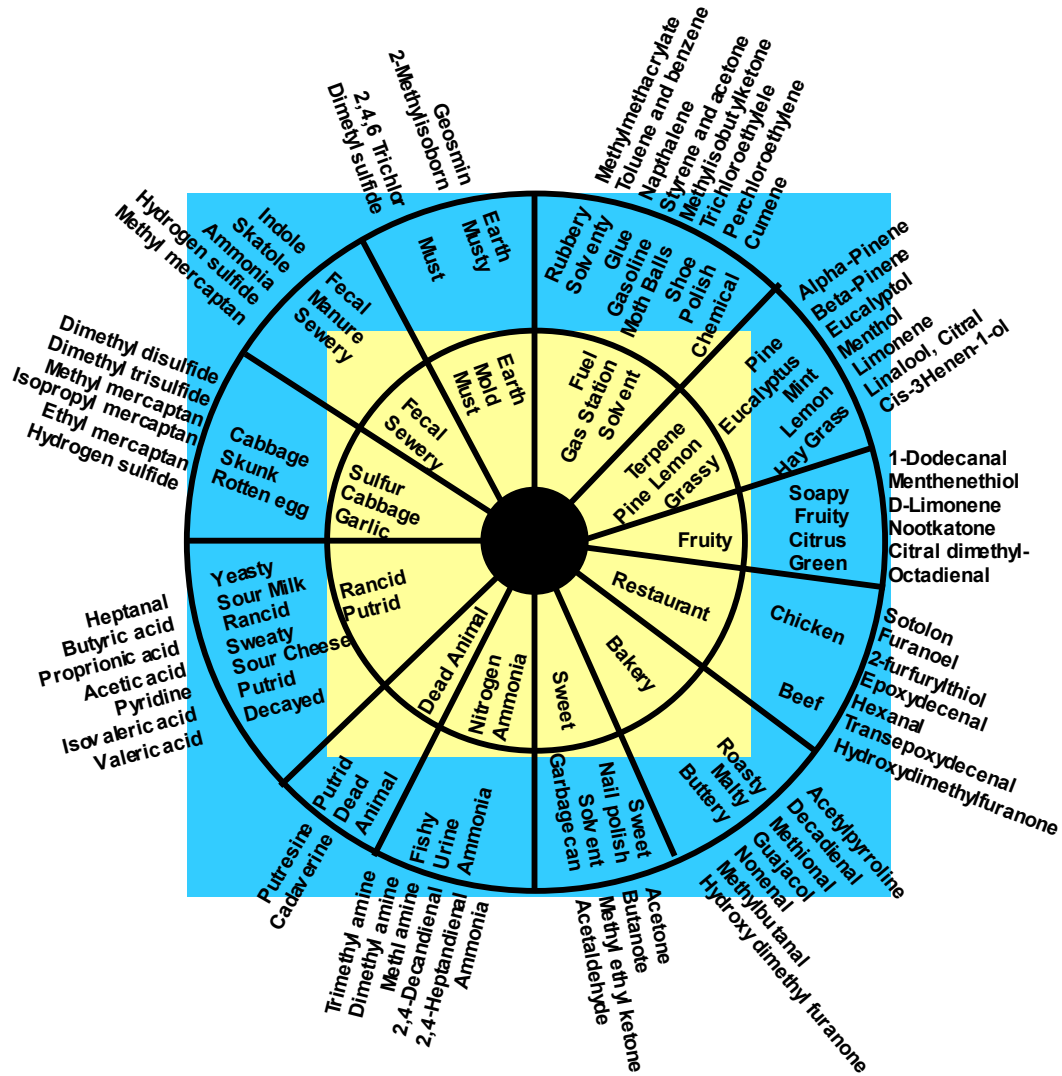 Methylmethacrylate
Toluene and benzene
Napthalene
Styrene and acetone
Methylisobutylketone
Trichloroethylele
Perchloroethylene
Cumene
Rubbery
Solventy
Glue
Gasoline
Moth Balls
Shoe
Polish
Chemical
Fuel
Gas Station
Solvent
Alpha-Pinene
Beta-Pinene
Eucalyptol
Menthol
Limonene
Linalool, Citral
Cis-3Henen-1-ol
Pine
Eucalyptus
Mint
Lemon
Hay Grass
Terpene
Pine Lemon
Grassy
1-Dodecanal
Menthenethiol
D-Limonene
Nootkatone
Citral dimethyl-
Octadienal
Soapy
Fruity
Citrus
Green
Fruity
Sotolon
Furanoel
2-furfurylthiol
Epoxydecenal
Hexanal
Transepoxydecenal
Hydroxydimethylfuranone
Chicken
Beef
Restaurant
Acetylpyrroline
Decadienal
Methional
Guajacol
Nonenal
Methylbutanal
Hydroxy dimethyl furanone
Roasty
Malty
Buttery
Bakery
Acetone
Butanote
Methyl ethyl ketone
Acetaldehyde
Sweet
Nail polish
Solvent
Garbage can
Sweet
Trimethyl amine
Dimethyl amine
Methl amine
2,4-Decandienal
2,4-Heptandienal
Ammonia
Fishy
Urine
Ammonia
Nitrogen
Ammonia
Putresine
Cadaverine
Putrid
Dead
Animal
Dead Animal
Heptanal
Butyric acid
Proprionic acid
Acetic acid
Pyridine
Isovaleric acid
Valeric acid
Yeasty
Sour Milk
Rancid
Sweaty
Sour Cheese
Putrid
Decayed
Rancid
Putrid
Dimethyl disulfide
Dimethyl trisulfide
Methyl mercaptan
Isopropyl mercaptan
Ethyl mercaptan
Hydrogen sulfide
Cabbage
Skunk
Rotten egg
Sulfur
Cabbage
Garlic
Indole
Skatole
Ammonia
Hydrogen sulfide
Methyl mercaptan
Fecal
Manure
Sewery
Fecal
Sewery
Geosmin
2-Methylisoborn
2,4,6 Trichlor
Dimetyl sulfide
Earth
Musty
Must
Earth
Mold
Must